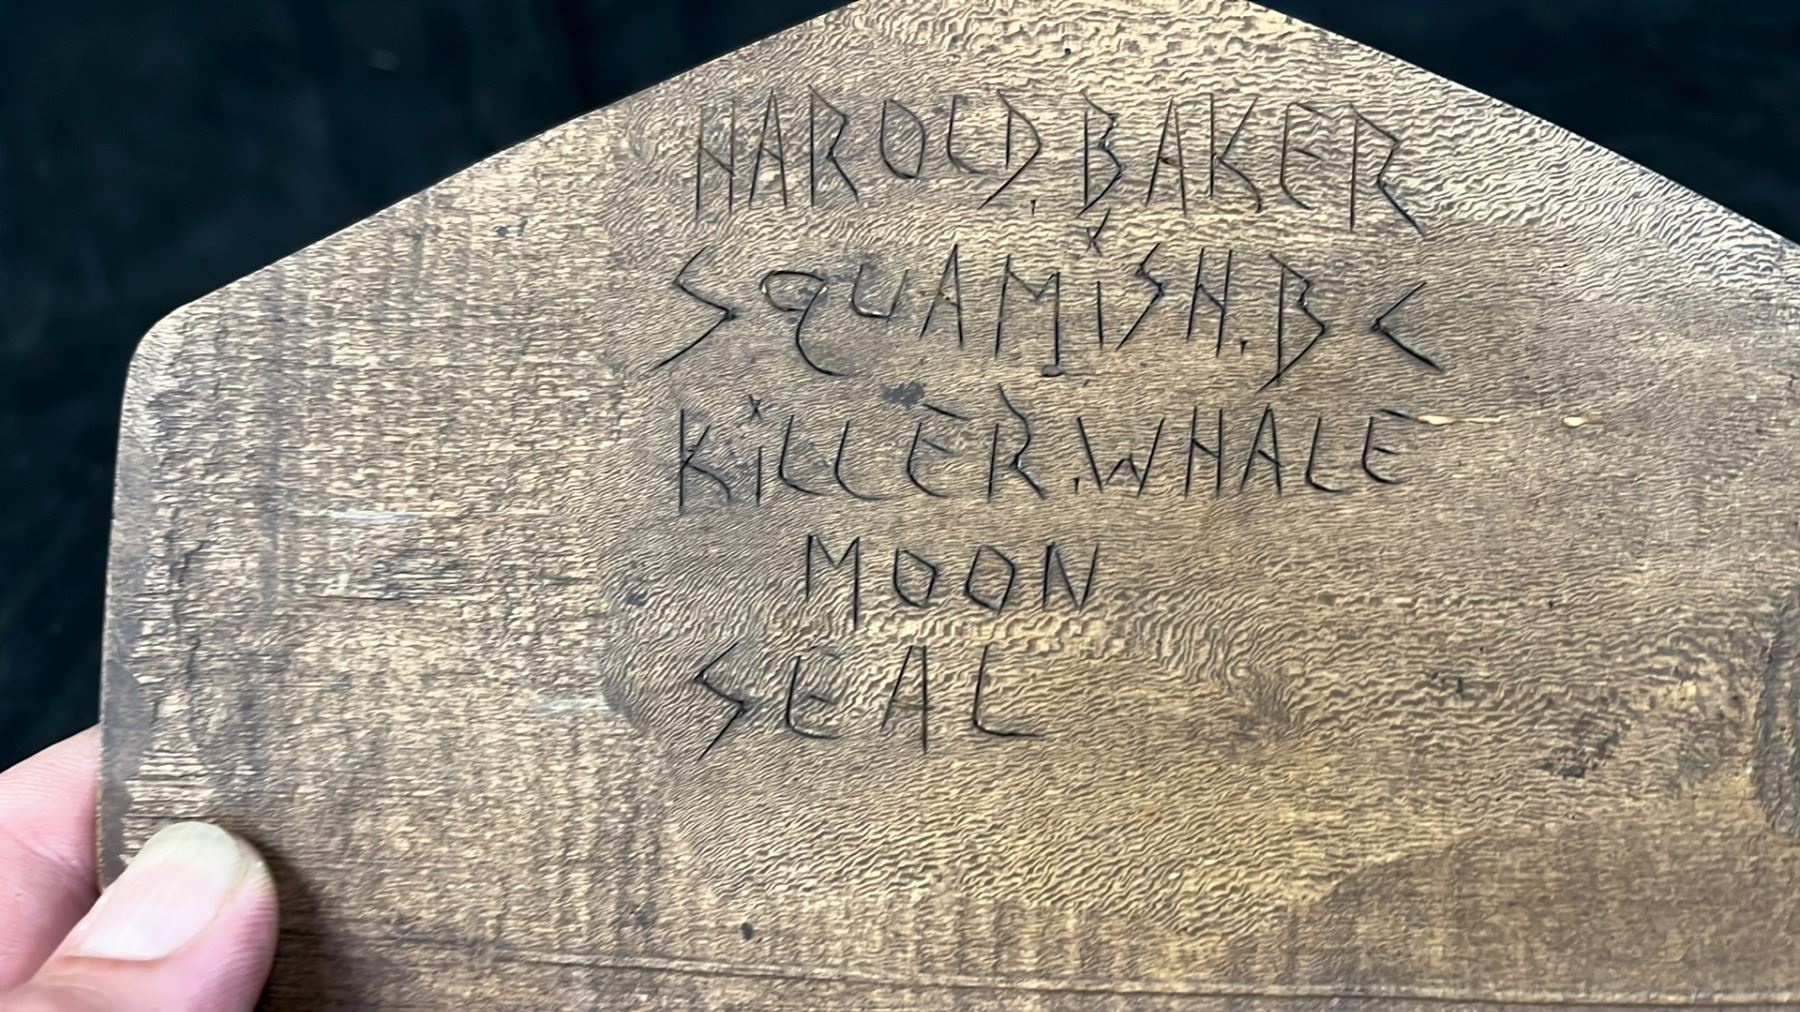 HAROLD.BAKER
SQUAMiSH.BC
KiLLER.WHALE
MOON
SEAL